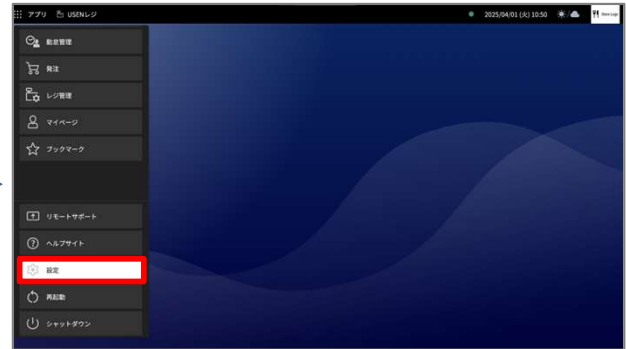 アプリ USENレジ 2025/04/01 (火) 10:50
勤怠管理
発注
レジ管理
マイページ
ブックマーク
リモートサポート
ヘルプサイト
設定
再起動
シャットダウン